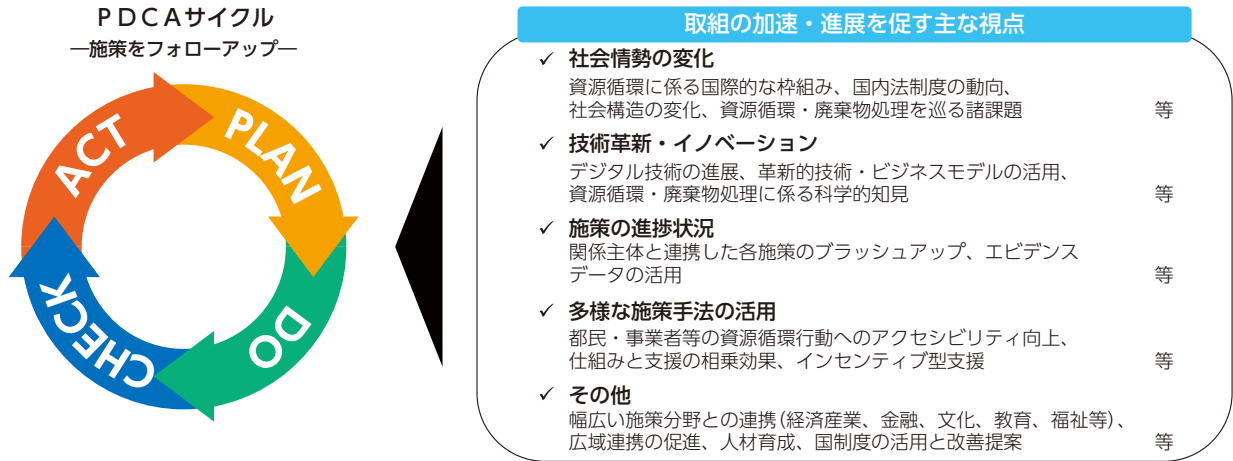 PDCAサイクル
―施策をフォローアップ―
ACT
PLAN
DO
CHECK
取組の加速・進展を促す主な視点
✓ 社会情勢の変化
資源循環に係る国際的な枠組み、国内法制度の動向、
社会構造の変化、資源循環・廃棄物処理を巡る諸課題 等
✓ 技術革新・イノベーション
デジタル技術の進展、革新的技術・ビジネスモデルの活用、
資源循環・廃棄物処理に係る科学的知見 等
✓ 施策の進捗状況
関係主体と連携した各施策のブラッシュアップ、エビデンス
データの活用 等
✓ 多様な施策手法の活用
都民・事業者等の資源循環行動へのアクセシビリティ向上、
仕組みと支援の相乗効果、インセンティブ型支援 等
✓ その他
幅広い施策分野との連携(経済産業、金融、文化、教育、福祉等)、
広域連携の促進、人材育成、国制度の活用と改善提案 等